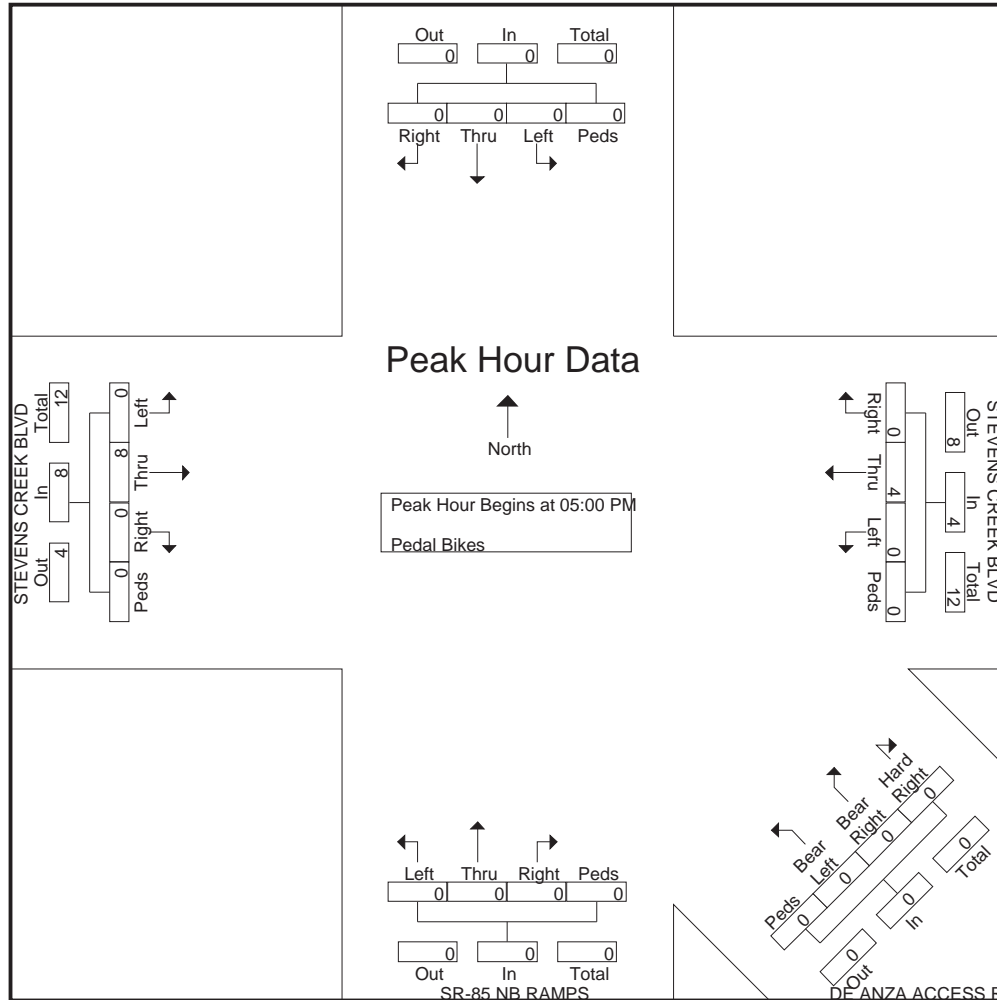 Out In Total
0 0 0
0 0 0 0
Right Thru Left Peds
Peak Hour Data
North
Peak Hour Begins at 05:00 PM
Pedal Bikes
STEVENS CREEK BLVD
Total In Out
12 8 4
0 8 0 0
Left Thru Right Peds
STEVENS CREEK BLVD
Out In Total
8 4 12
0 4 0 0
Right Thru Left Peds
Left Thru Right Peds
0 0 0 0
0 0 0
Out In Total
SR-85 NB RAMPS
Peds Bear Left Bear Right Hard Right
0 0 0 0
0 0 0
Out In Total
DE ANZA ACCESS